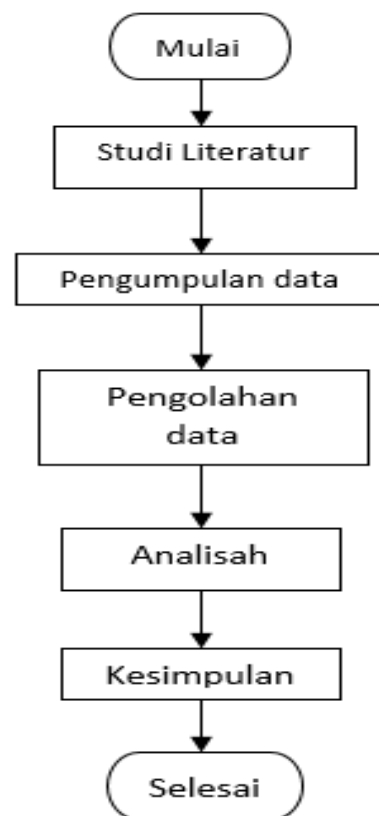 Mulai
Studi Literatur
Pengumpulan data
Pengolahan
data
Analisah
Kesimpulan
Selesai